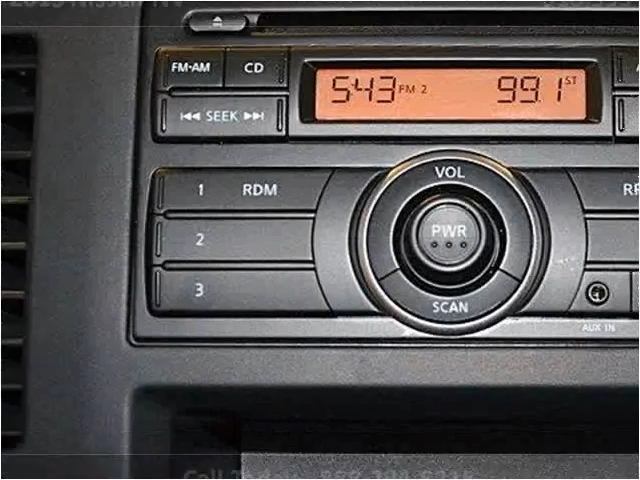 FM·AM CD
5:43 FM 2 99.1 ST
SEEK
VOL
1 RDM
PWR
2
3
SCAN
AUX IN